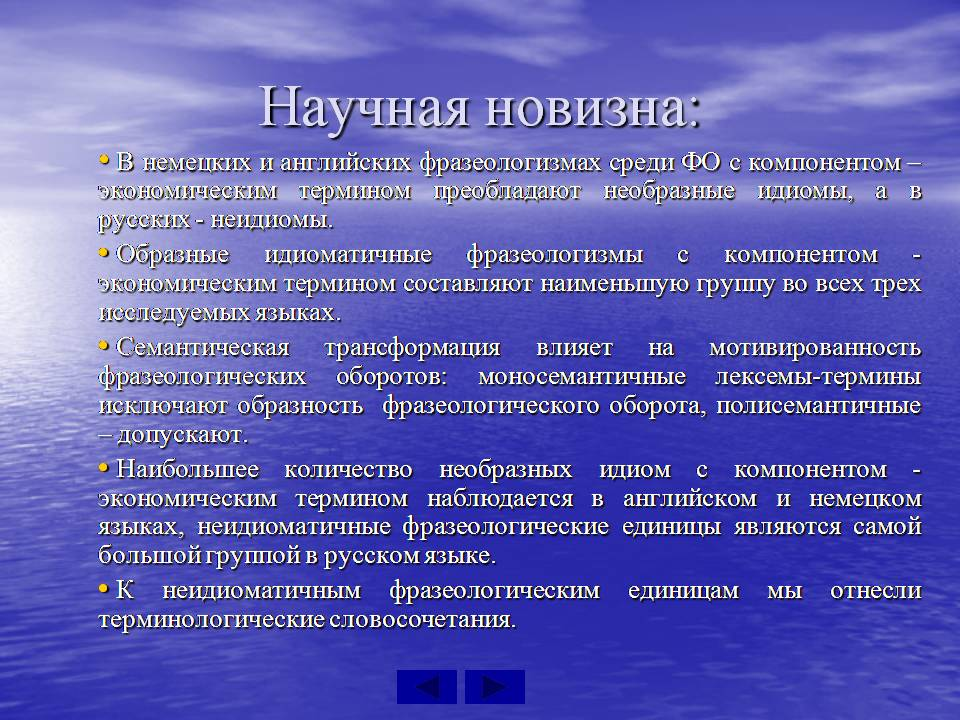 Научная новизна:
• В немецких и английских фразеологизмах среди ФО с компонентом –
экономическим термином преобладают необразные идиомы, а в
русских - неидиомы.
• Образные идиоматичные фразеологизмы с компонентом -
экономическим термином составляют наименьшую группу во всех трех
исследуемых языках.
• Семантическая трансформация влияет на мотивированность
фразеологических оборотов: моносемантичные лексемы-термины
исключают образность фразеологического оборота, полисемантичные
– допускают.
• Наибольшее количество необразных идиом с компонентом -
экономическим термином наблюдается в английском и немецком
языках, неидиоматичные фразеологические единицы являются самой
большой группой в русском языке.
• К неидиоматичным фразеологическим единицам мы отнесли
терминологические словосочетания.